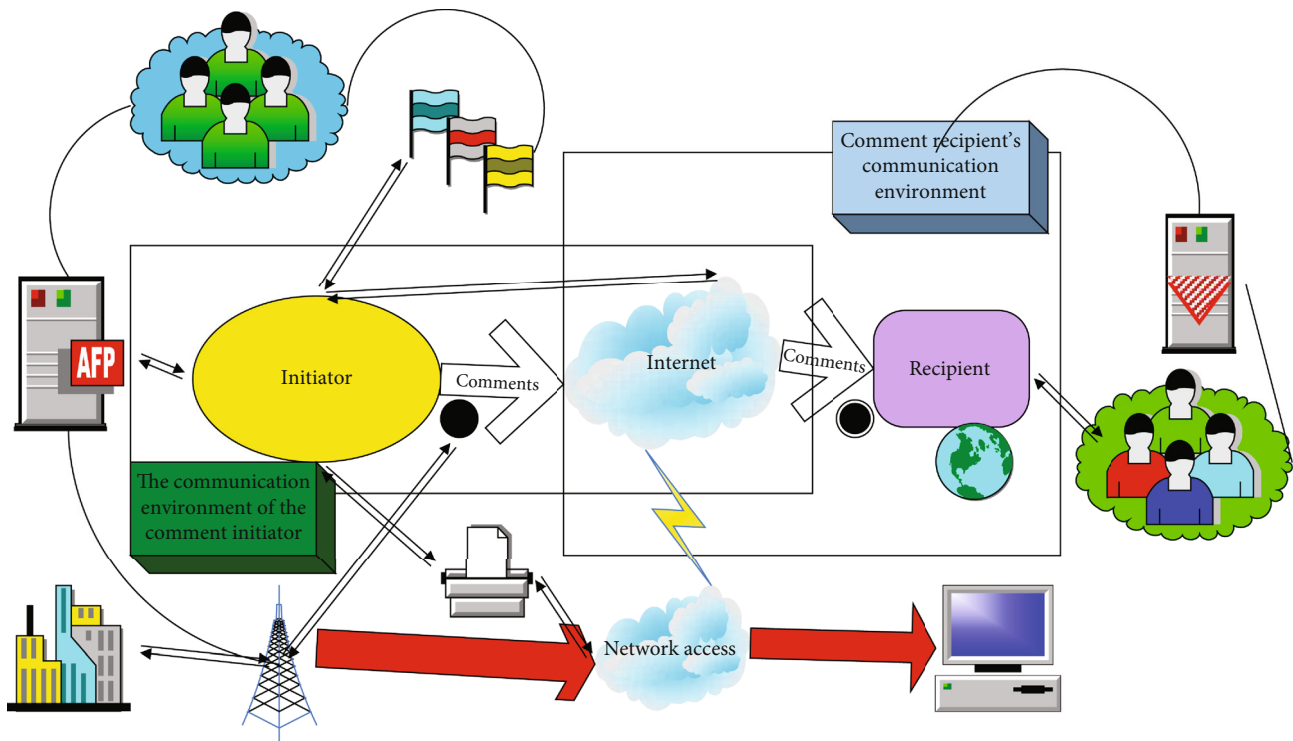 Comment recipient's
communication
environment
AFP
Initiator
Comments
Internet
Comments
Recipient
The communication
environment of the
comment initiator
Network access